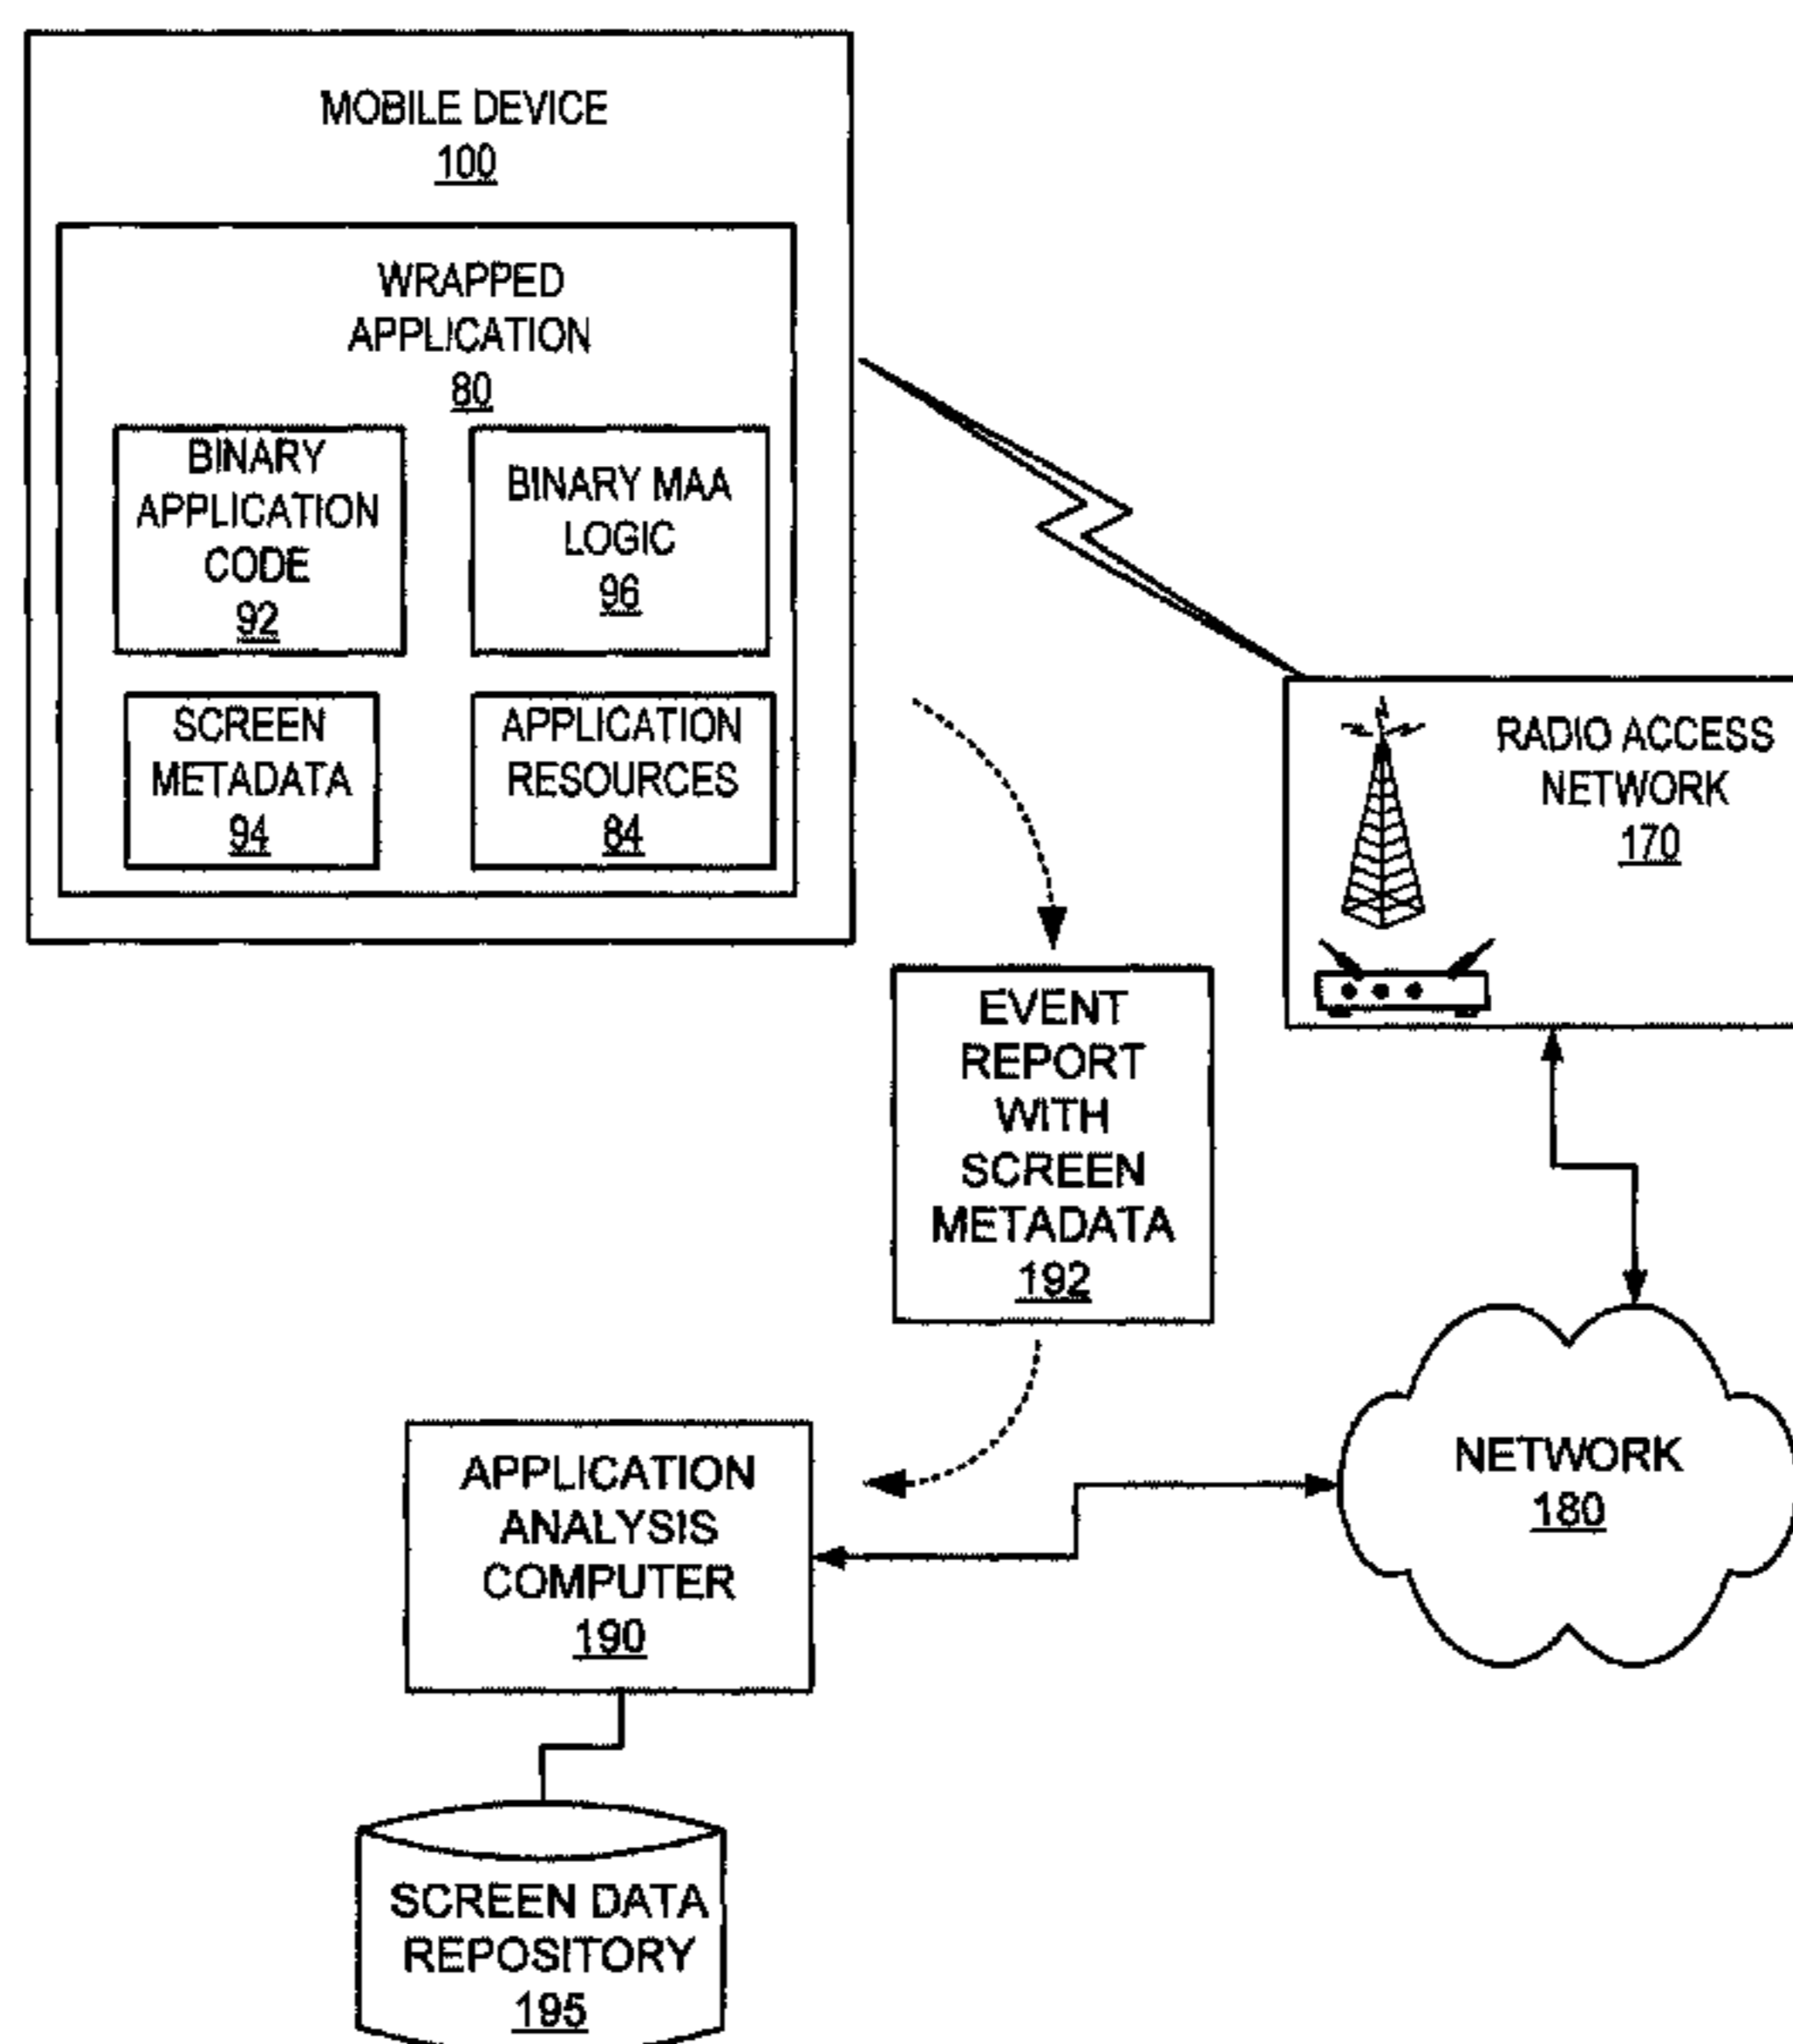 MOBILE DEVICE
100
WRAPPED
APPLICATION
80
BINARY
APPLICATION
CODE
92
BINARY MAA
LOGIC
96
SCREEN
METADATA
94
APPLICATION
RESOURCES
84
RADIO ACCESS
NETWORK
170
EVENT
REPORT
WITH
SCREEN
METADATA
192
NETWORK
180
APPLICATION
ANALYSIS
COMPUTER
190
SCREEN DATA
REPOSITORY
195